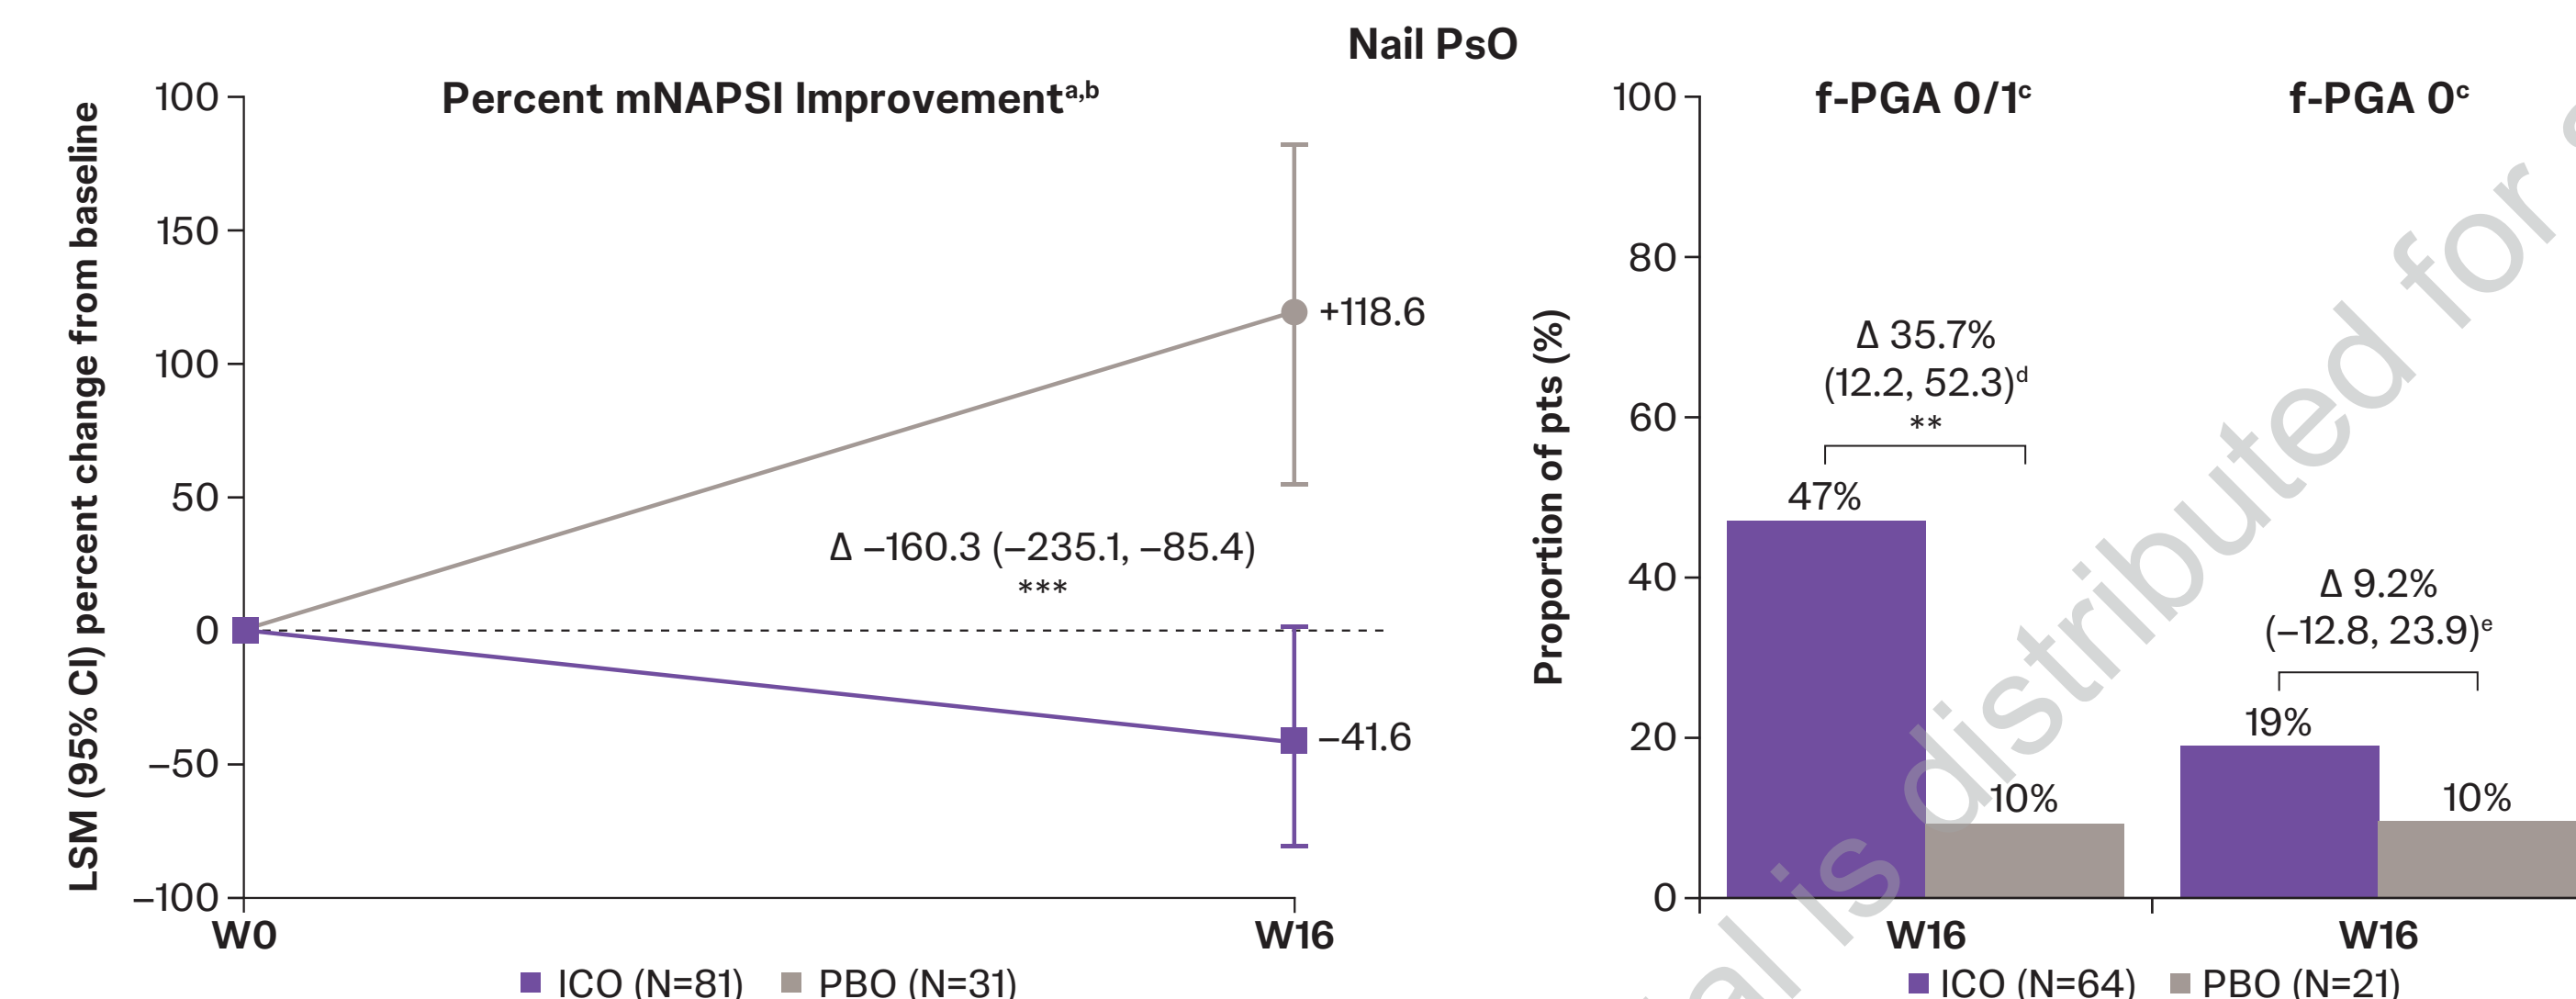 Nail PsO
Percent mNAPSI Improvementa,b
LSM (95% CI) percent change from baseline
100
150
100
50
0
−50
−100
+118.6
Δ −160.3 (−235.1, −85.4)
***
−41.6
W0
W16
ICO (N=81)
PBO (N=31)
f-PGA 0/1c
f-PGA 0c
Proportion of pts (%)
100
80
60
40
20
0
Δ 35.7%
(12.2, 52.3)d
**
47%
10%
Δ 9.2%
(−12.8, 23.9)e
19%
10%
W16
W16
ICO (N=64)
PBO (N=21)
is distributed for